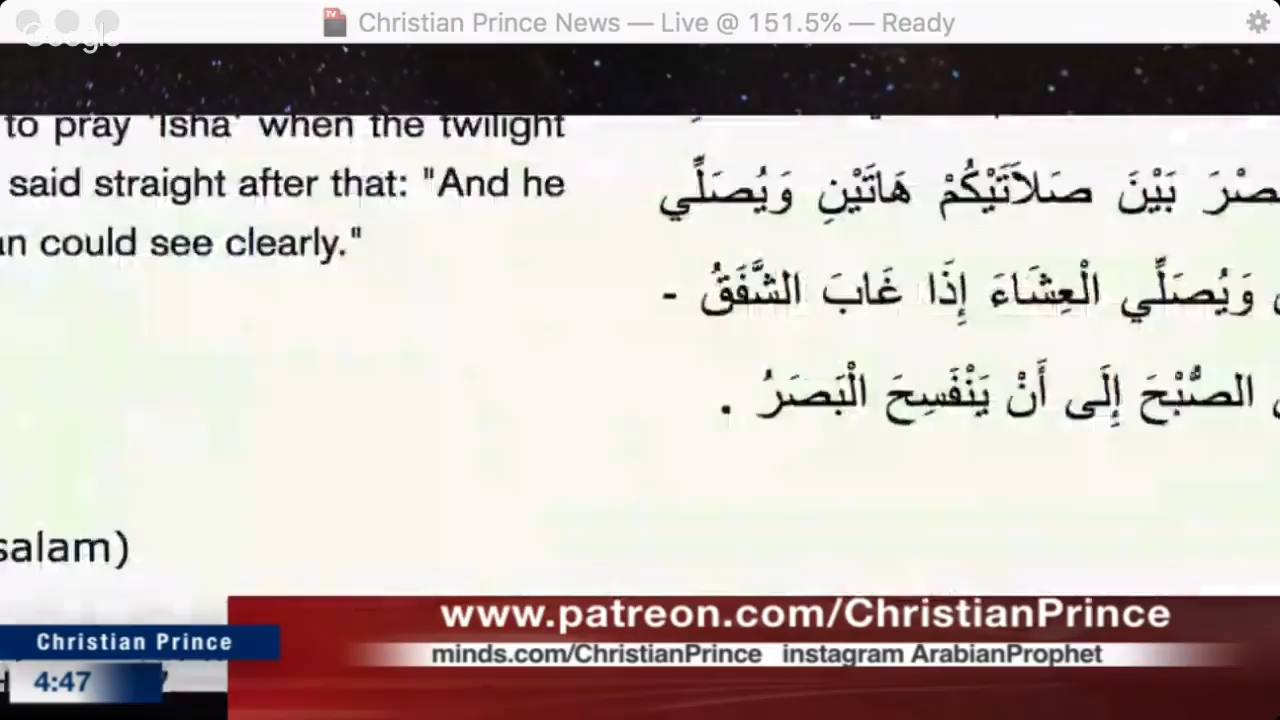 Christian Prince News — Live @ 151.5% — Ready
Google
to pray 'Isha' when the twilight
said straight after that: "And he
could see clearly."
بَيْنَ صَلاَتَيْكُمْ هَاتَيْنِ وَيُصَلِّي
وَيُصَلِّي الْعِشَاءَ إِذَا غَابَ الشَّفَقُ -
الصُّبْحَ إِلَى أَنْ يَنْفَسِحَ الْبَصَرُ .
salam)
www.patreon.com/ChristianPrince
Christian Prince
minds.com/ChristianPrince instagram ArabianProphet
4:47